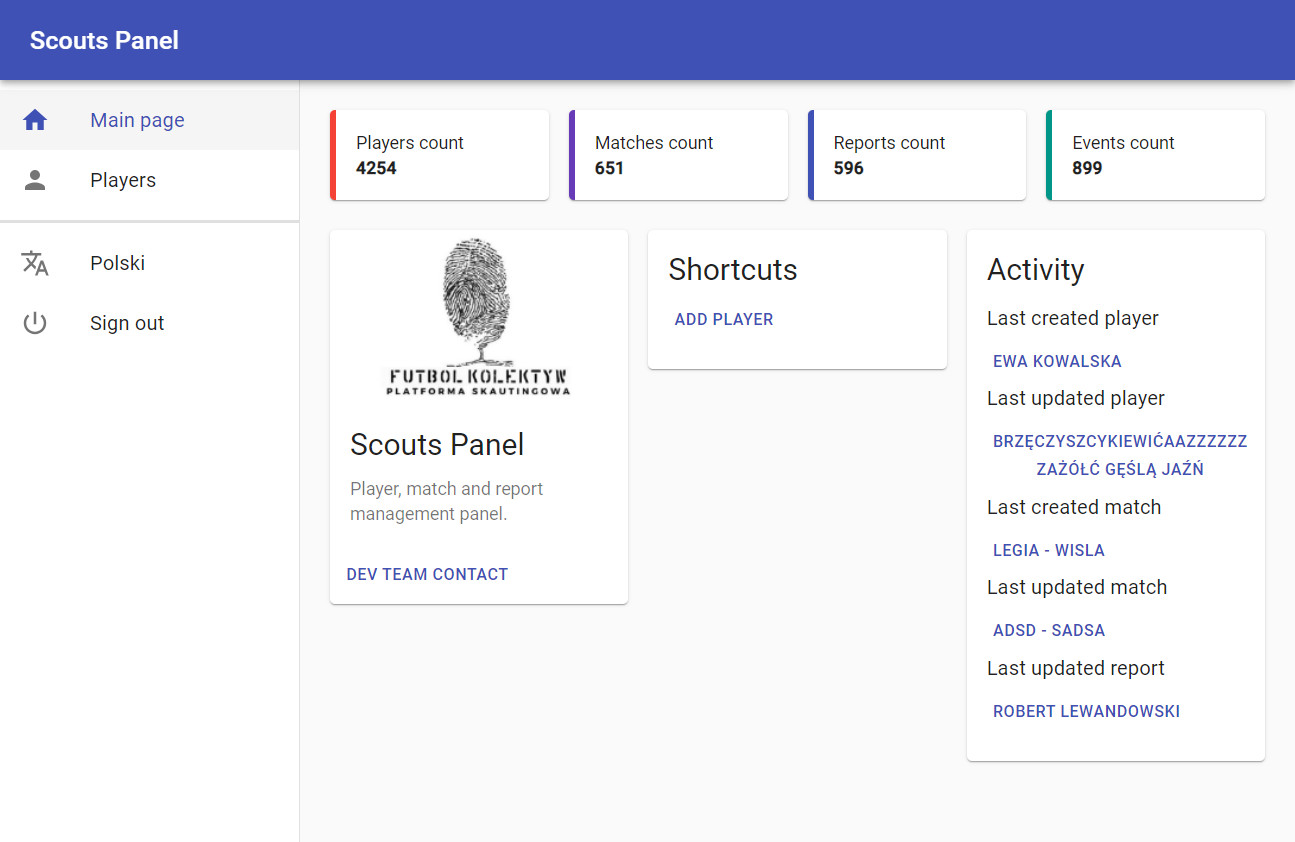 Scouts Panel
Main page
Players
Polski
Sign out
Players count
4254
Matches count
651
Reports count
596
Events count
899
FUTBOL KOLEKTYW
PLATFORMA SKAUTINGOWA
Scouts Panel
Player, match and report
management panel.
DEV TEAM CONTACT
Shortcuts
ADD PLAYER
Activity
Last created player
EWA KOWALSKA
Last updated player
BRZĘCZYSZCYKIEWIĆAAZZZZZZ
ZAŻÓŁĆ GĘŚLĄ JAŹŃ
Last created match
LEGIA - WISLA
Last updated match
ADSD - SADSA
Last updated report
ROBERT LEWANDOWSKI